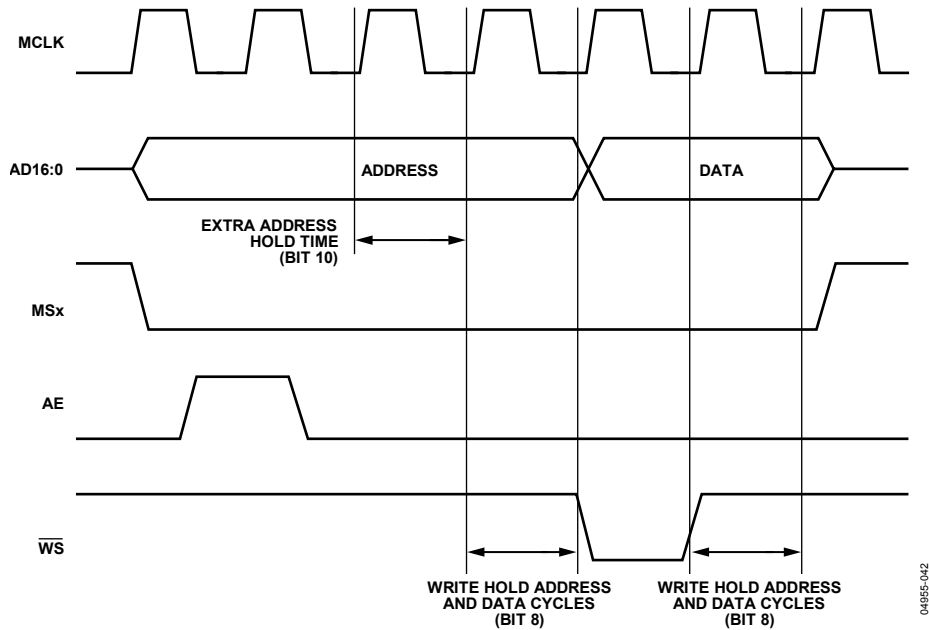 MCLK
AD16:0
ADDRESS
DATA
EXTRA ADDRESS
HOLD TIME
(BIT 10)
MSx
AE
WS
WRITE HOLD ADDRESS
AND DATA CYCLES
(BIT 8)
WRITE HOLD ADDRESS
AND DATA CYCLES
(BIT 8)
04955-042